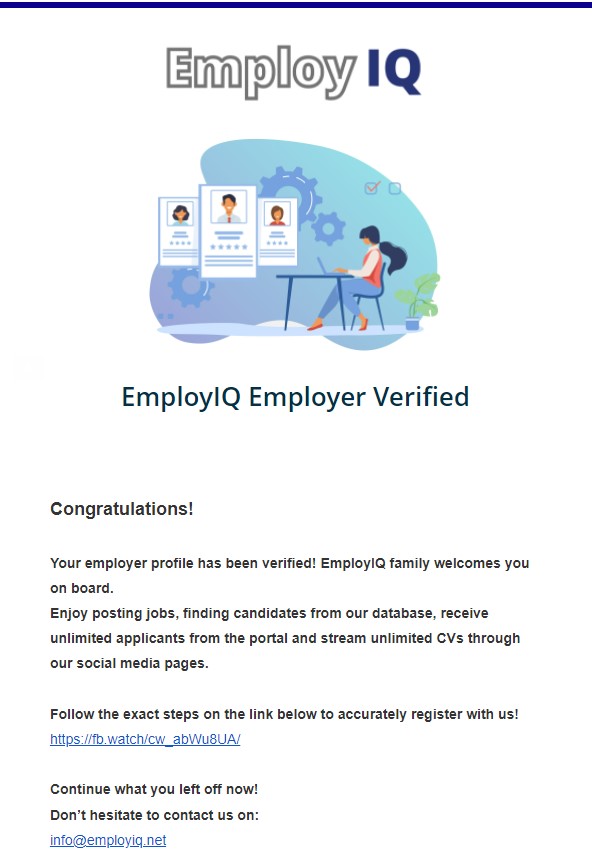 Employ IQ
EmployIQ Employer Verified
Congratulations!
Your employer profile has been verified! EmployIQ family welcomes you
on board.
Enjoy posting jobs, finding candidates from our database, receive
unlimited applicants from the portal and stream unlimited CVs through
our social media pages.
Follow the exact steps on the link below to accurately register with us!
https://fb.watch/cw_abWu8UA/
Continue what you left off now!
Don’t hesitate to contact us on:
info@employiq.net